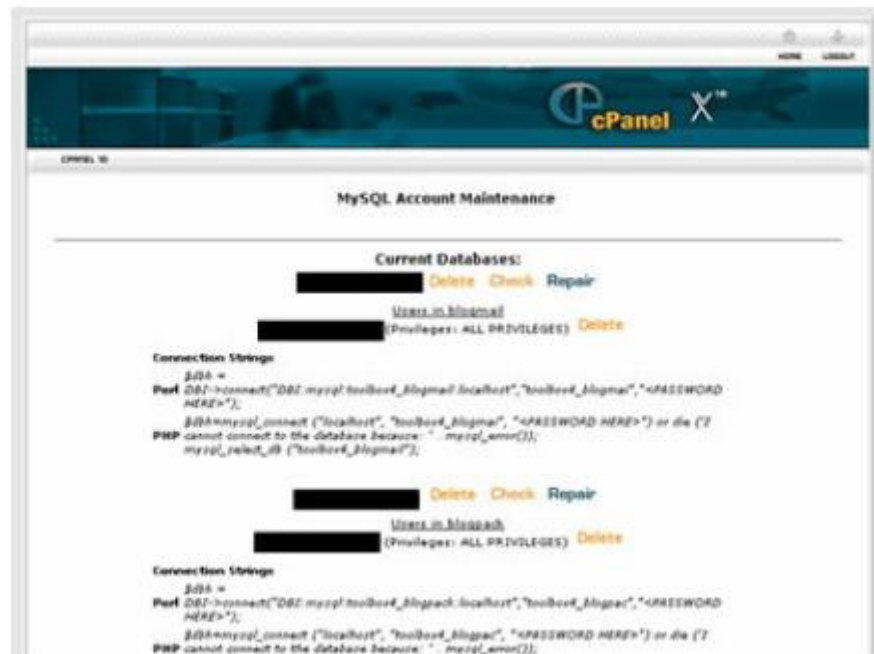 HOME LOGOUT
cPanel X™
CPANEL 10
MySQL Account Maintenance
Current Databases:
Delete Check Repair
Users in blogmail
(Privileges: ALL PRIVILEGES) Delete
Connection Strings
$dbh =
Perl DBI->connect("DBI:mysql:toolbox4_blogmail:localhost","toolbox4_blogmai","<PASSWORD
HERE>");
$dbh=mysql_connect ("localhost", "toolbox4_blogmai", "<PASSWORD HERE>") or die ('I
PHP cannot connect to the database because: ' . mysql_error());
mysql_select_db ("toolbox4_blogmail");
Delete Check Repair
Users in blogpack
(Privileges: ALL PRIVILEGES) Delete
Connection Strings
$dbh =
Perl DBI->connect("DBI:mysql:toolbox4_blogpack:localhost","toolbox4_blogpac","<PASSWORD
HERE>");
$dbh=mysql_connect ("localhost", "toolbox4_blogpac", "<PASSWORD HERE>") or die ('I
PHP cannot connect to the database because: ' . mysql_error());